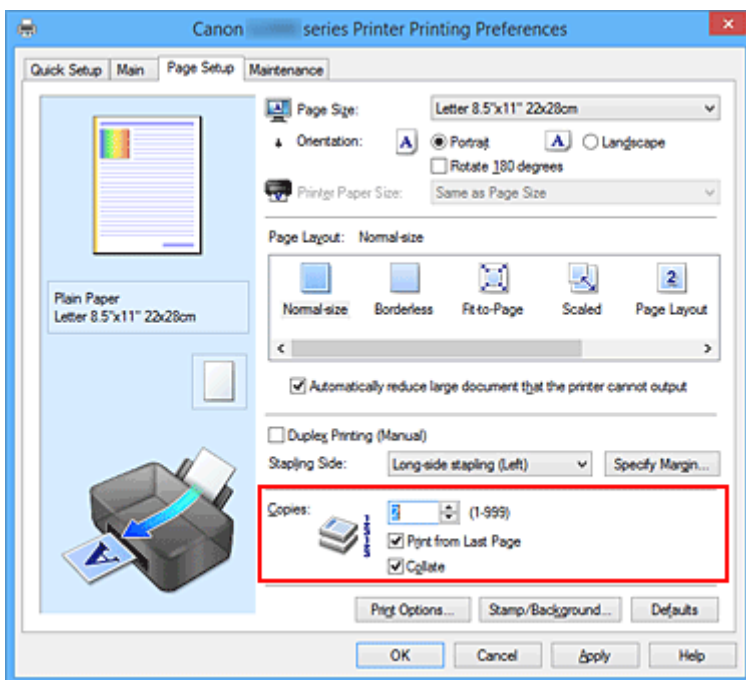 Canon series Printer Printing Preferences
Quick Setup Main Page Setup Maintenance
Page Size: Letter 8.5"x11" 22x28cm
Orientation: A Portrait A Landscape
Rotate 180 degrees
Printer Paper Size: Same as Page Size
Page Layout: Normal-size
2
Normal-size Borderless Fit-to-Page Scaled Page Layout
Plain Paper
Letter 8.5"x11" 22x28cm
Automatically reduce large document that the printer cannot output
Duplex Printing (Manual)
Stapling Side: Long-side stapling (Left) Specify Margin...
Copies: 2 (1-999)
Print from Last Page
Collate
A
Print Options... Stamp/Background... Defaults
OK Cancel Apply Help